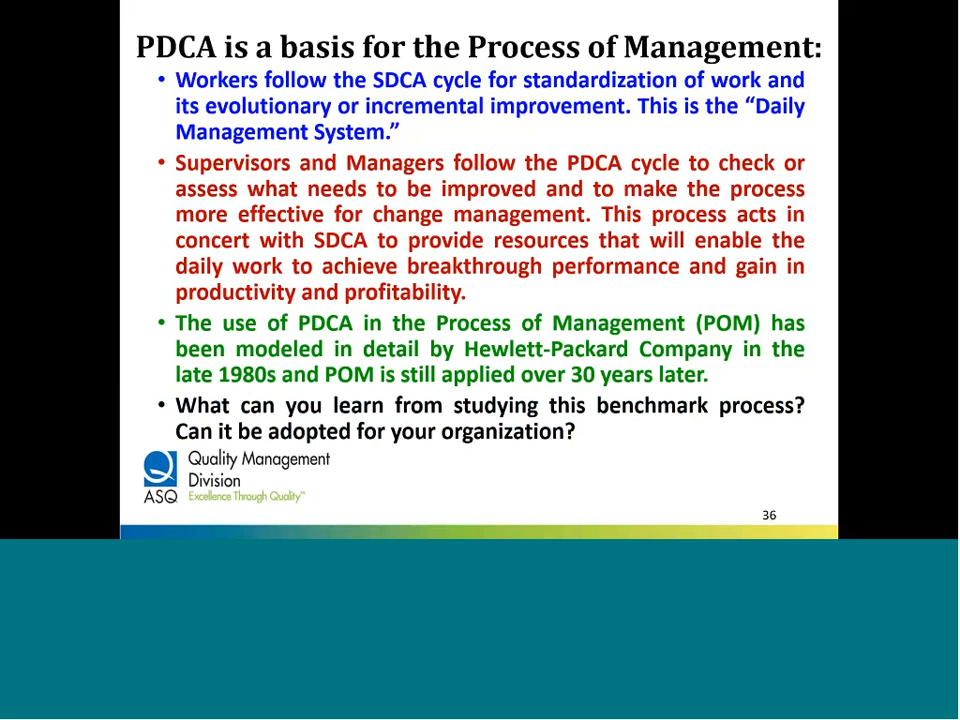 PDCA is a basis for the Process of Management:
• Workers follow the SDCA cycle for standardization of work and
its evolutionary or incremental improvement. This is the “Daily
Management System.”
• Supervisors and Managers follow the PDCA cycle to check or
assess what needs to be improved and to make the process
more effective for change management. This process acts in
concert with SDCA to provide resources that will enable the
daily work to achieve breakthrough performance and gain in
productivity and profitability.
• The use of PDCA in the Process of Management (POM) has
been modeled in detail by Hewlett-Packard Company in the
late 1980s and POM is still applied over 30 years later.
• What can you learn from studying this benchmark process?
Can it be adopted for your organization?
Quality Management
Division
ASQ Excellence Through Quality™
36